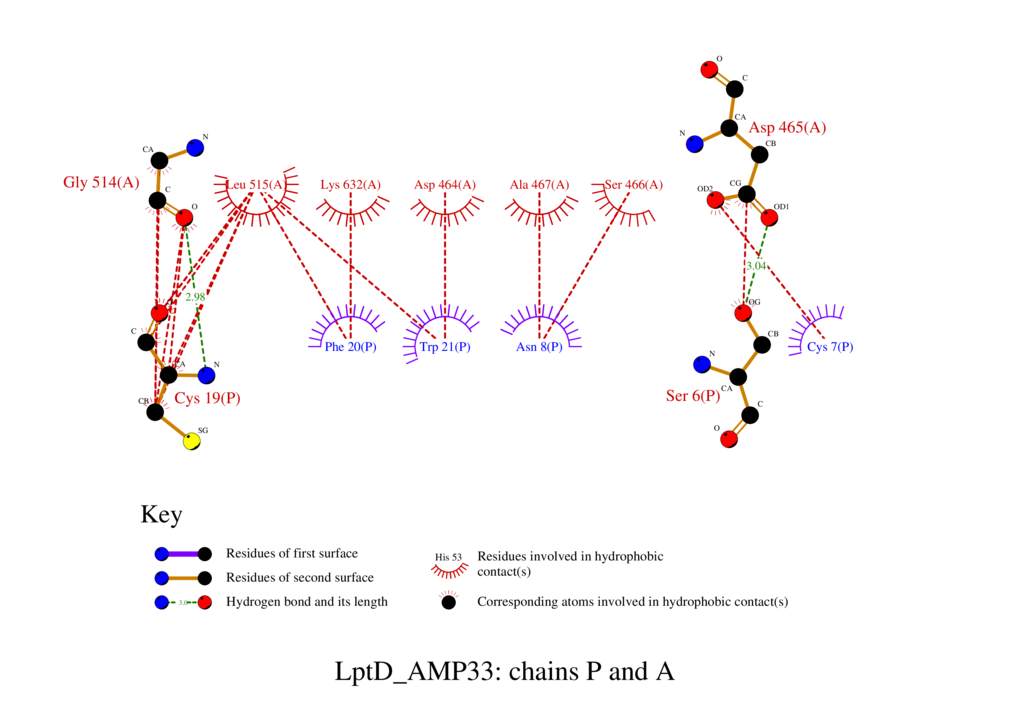 O
C
CA
Asp 465(A)
N
CB
N
CA
Gly 514(A)
C
O
Leu 515(A)
Lys 632(A)
Asp 464(A)
Ala 467(A)
Ser 466(A)
OD2
CG
OD1
3.04
2.98
OG
C
CB
Phe 20(P)
Trp 21(P)
Asn 8(P)
Cys 7(P)
N
N
CA
CB
Cys 19(P)
Ser 6(P)
C
SG
O
Key
Residues of first surface
Residues of second surface
Hydrogen bond and its length
His 53
Residues involved in hydrophobic
contact(s)
Corresponding atoms involved in hydrophobic contact(s)
LptD_AMP33: chains P and A